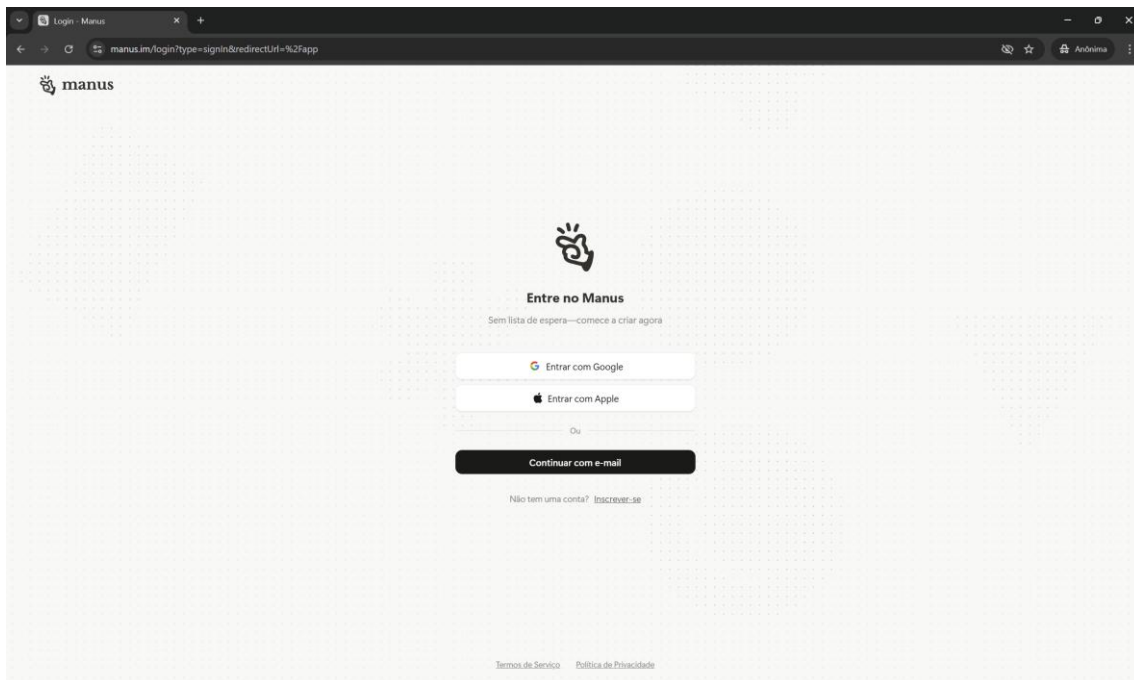 Login - Manus
manus.im/login?type=signIn&redirectUrl=%2Fapp
Anônima
manus
Entre no Manus
Sem lista de espera—comece a criar agora
Entrar com Google
Entrar com Apple
Ou
Continuar com e-mail
Não tem uma conta? Inscrever-se
Termos de Serviço Política de Privacidade